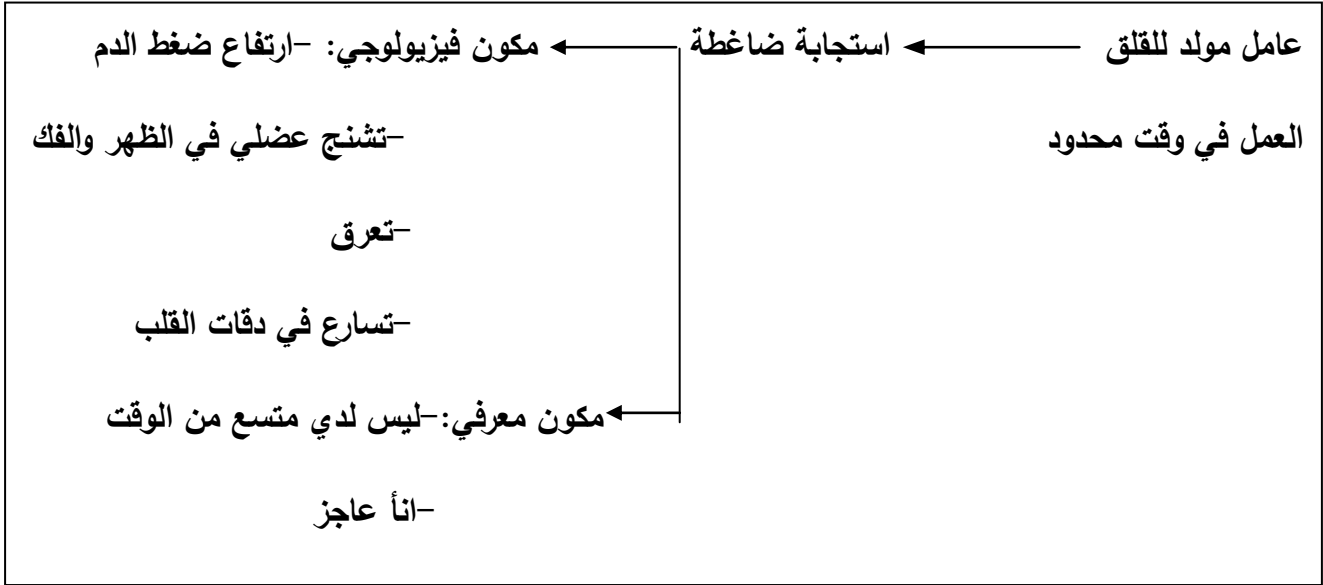 عامل مولد للقلق استجابة ضاغطة مكون فيزيولوجي: -ارتفاع ضغط الدم
العمل في وقت محدود -تشنج عضلي في الظهر والفك
-تعرق
-تسارع في دقات القلب
مكون معرفي:-ليس لدي متسع من الوقت
-انأ عاجز